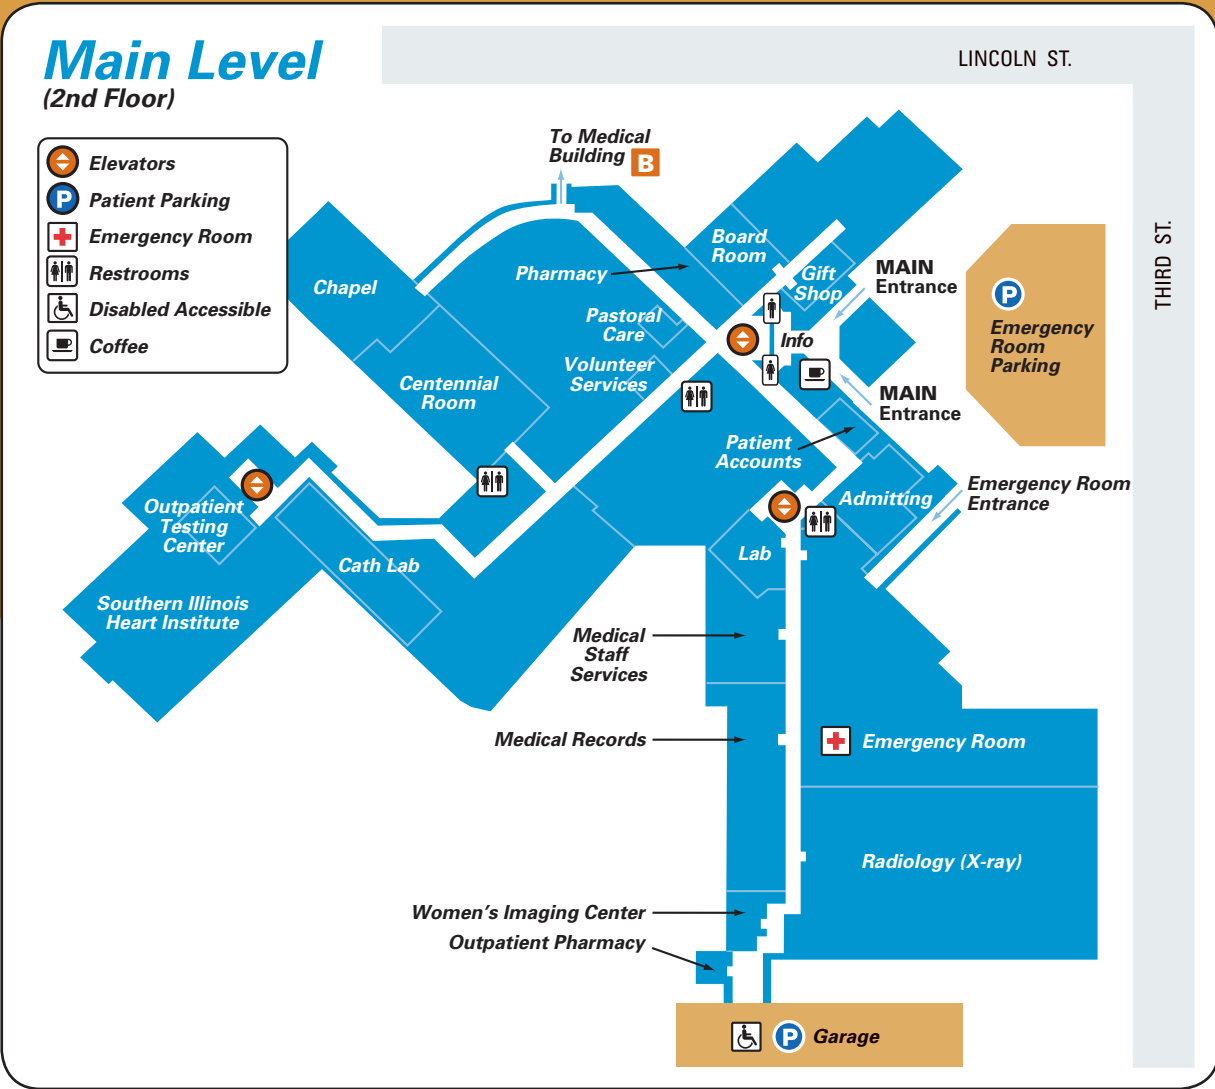 Main Level
(2nd Floor)
LINCOLN ST.
THIRD ST.
Elevators
P
Patient Parking
Emergency Room
Restrooms
Disabled Accessible
Coffee
To Medical
Building B
Chapel
Pharmacy
Board
Room
Gift
Shop
MAIN
Entrance
P
Emergency
Room
Parking
Pastoral
Care
Info
Volunteer
Services
Centennial
Room
MAIN
Entrance
Patient
Accounts
Admitting
Emergency Room
Entrance
Outpatient
Testing
Center
Cath Lab
Lab
Southern Illinois
Heart Institute
Medical
Staff
Services
Medical Records
Emergency Room
Radiology (X-ray)
Women's Imaging Center
Outpatient Pharmacy
P
Garage